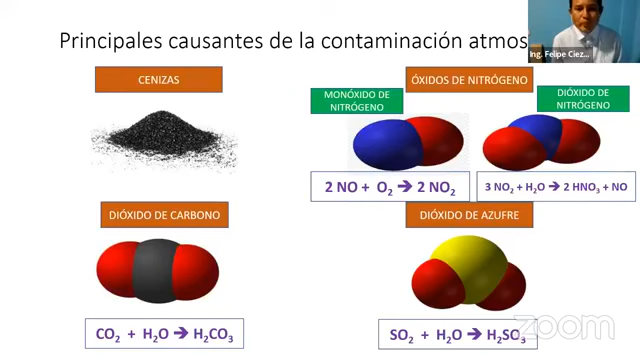 Principales causantes de la contaminación atmos
Ing. Felipe Ciez...
CENIZAS
ÓXIDOS DE NITRÓGENO
MONÓXIDO DE
NITRÓGENO
DIÓXIDO DE
NITRÓGENO
2 NO + O₂ ➔ 2 NO₂
3 NO₂ + H₂O ➔ 2 HNO₃ + NO
DIÓXIDO DE CARBONO
DIÓXIDO DE AZUFRE
CO₂ + H₂O ➔ H₂CO₃
SO₂ + H₂O ➔ H₂SO₃
zoom